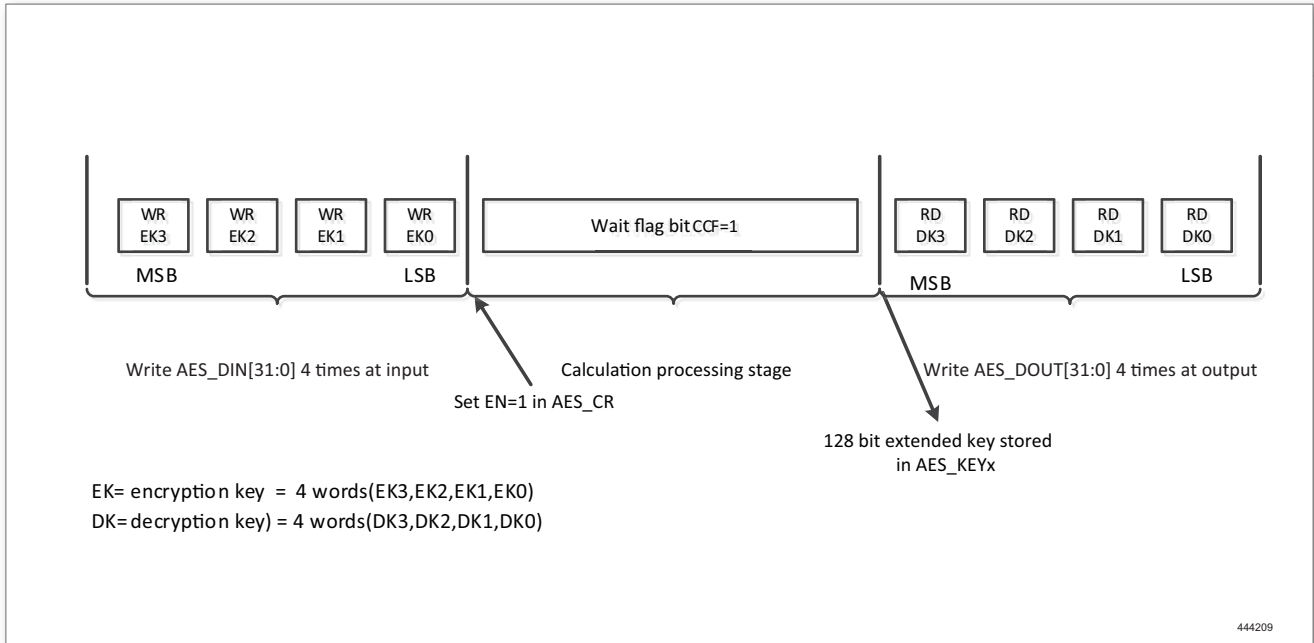 WR EK3
WR EK2
WR EK1
WR EK0
Wait flag bit CCF=1
RD DK3
RD DK2
RD DK1
RD DK0
MSB
LSB
MSB
LSB
Write AES_DIN[31:0] 4 times at input
Calculation processing stage
Write AES_DOUT[31:0] 4 times at output
Set EN=1 in AES_CR
128 bit extended key stored
in AES_KEYx
EK= encryption key = 4 words(EK3,EK2,EK1,EK0)
DK= decryption key) = 4 words(DK3,DK2,DK1,DK0)
444209